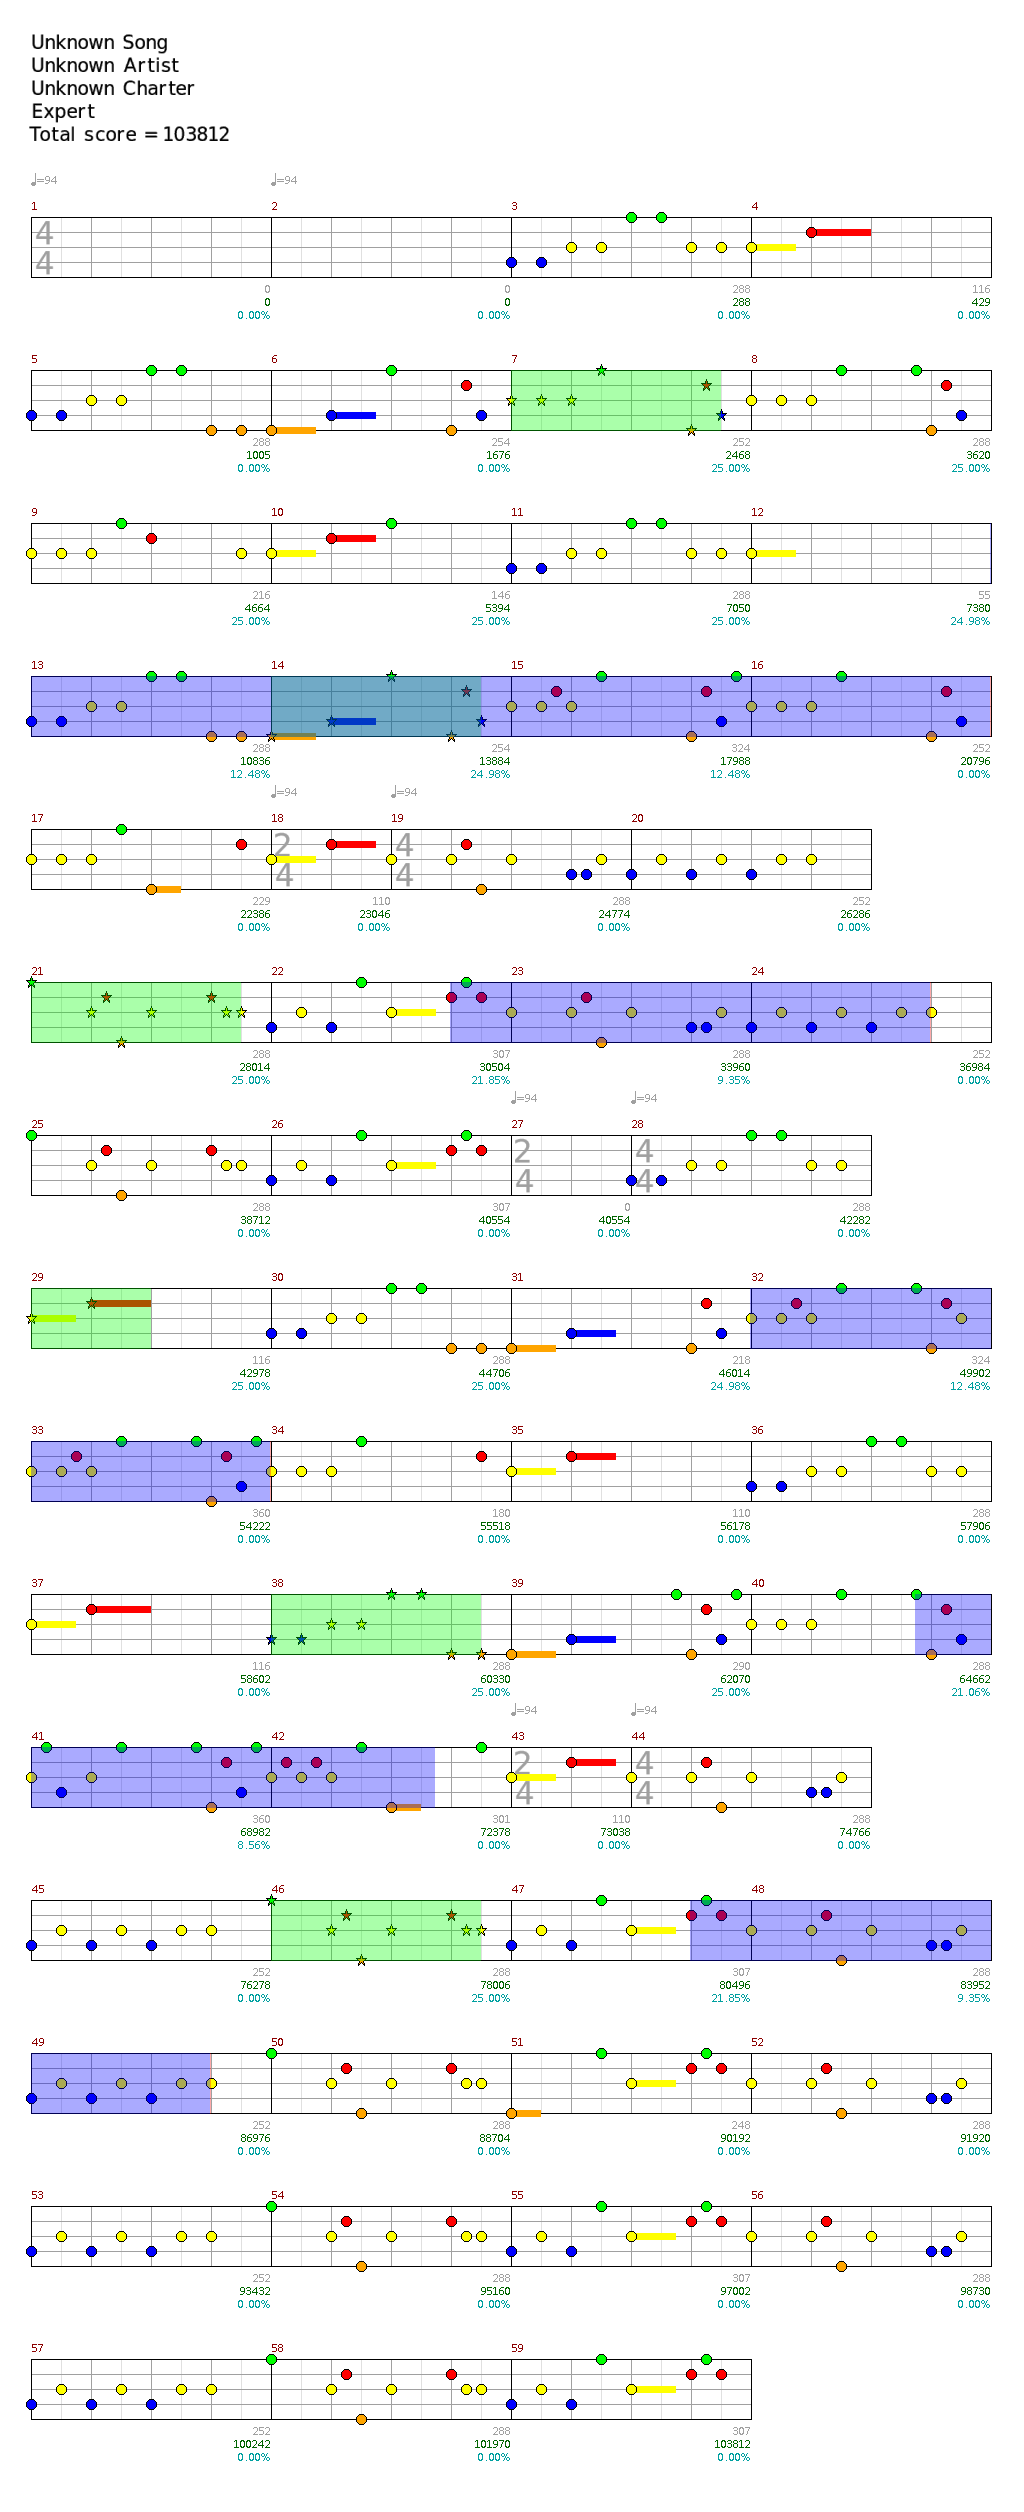 Unknown Song
Unknown Artist
Unknown Charter
Expert
Total score = 103812
♩=94 ♩=94
1 2 3 4
4
4
0 0 288 116
0 0 288 429
0.00% 0.00% 0.00% 0.00%
5 6 7 8
288 254 252 288
1005 1676 2468 3620
0.00% 0.00% 25.00% 25.00%
9 10 11 12
216 146 288 55
4664 5394 7050 7380
25.00% 25.00% 25.00% 24.98%
13 14 15 16
288 254 324 252
10836 13884 17988 20796
12.48% 24.98% 12.48% 0.00%
♩=94 ♩=94
17 18 19 20
2 4
4 4
229 110 288 252
22386 23046 24774 26286
0.00% 0.00% 0.00% 0.00%
21 22 23 24
288 307 288 252
28014 30504 33960 36984
25.00% 21.85% 9.35% 0.00%
♩=94 ♩=94
25 26 27 28
2 4
4 4
288 307 0 288
38712 40554 40554 42282
0.00% 0.00% 0.00% 0.00%
29 30 31 32
116 288 218 324
42978 44706 46014 49902
25.00% 25.00% 24.98% 12.48%
33 34 35 36
360 180 110 288
54222 55518 56178 57906
0.00% 0.00% 0.00% 0.00%
37 38 39 40
116 288 290 288
58602 60330 62070 64662
0.00% 25.00% 25.00% 21.06%
♩=94 ♩=94
41 42 43 44
2 4
4 4
360 301 110 288
68982 72378 73038 74766
8.56% 0.00% 0.00% 0.00%
45 46 47 48
252 288 307 288
76278 78006 80496 83952
0.00% 25.00% 21.85% 9.35%
49 50 51 52
252 288 248 288
86976 88704 90192 91920
0.00% 0.00% 0.00% 0.00%
53 54 55 56
252 288 307 288
93432 95160 97002 98730
0.00% 0.00% 0.00% 0.00%
57 58 59
252 288 307
100242 101970 103812
0.00% 0.00% 0.00%